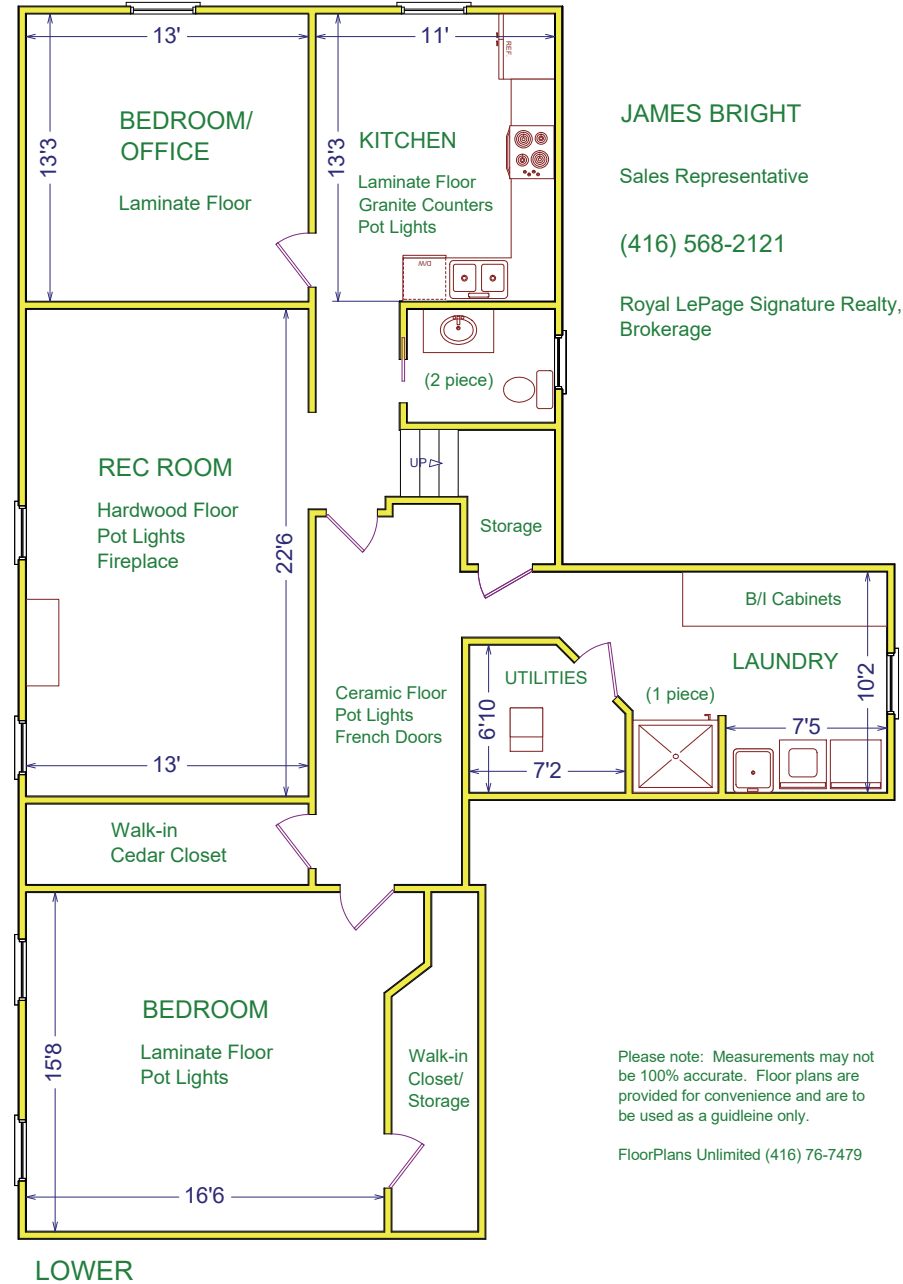 13'
11'
REF.
BEDROOM/
OFFICE
13'3
13'3
KITCHEN
Laminate Floor
Laminate Floor
Granite Counters
Pot Lights
D/W
JAMES BRIGHT
Sales Representative
(416) 568-2121
Royal LePage Signature Realty,
Brokerage
(2 piece)
UP
REC ROOM
Hardwood Floor
Pot Lights
Fireplace
22'6
Storage
B/I Cabinets
LAUNDRY
10'2
UTILITIES
(1 piece)
6'10
7'5
7'2
Ceramic Floor
Pot Lights
French Doors
13'
Walk-in
Cedar Closet
BEDROOM
Laminate Floor
Pot Lights
15'8
16'6
Walk-in
Closet/
Storage
Please note:  Measurements may not
be 100% accurate.  Floor plans are
provided for convenience and are to
be used as a guidleine only.
FloorPlans Unlimited (416) 76-7479
LOWER